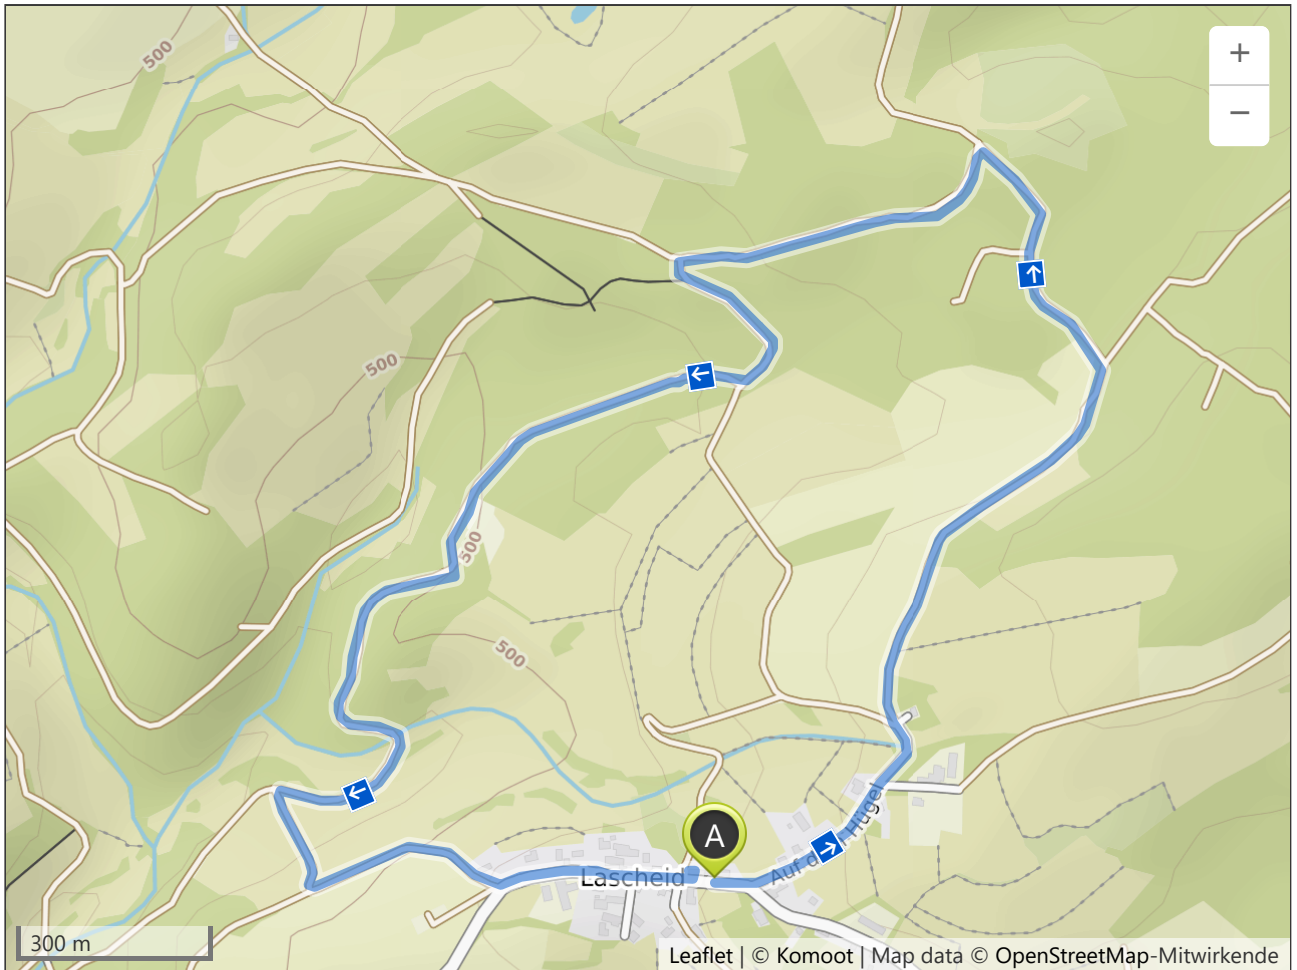 500
+
−
500
500
500
A
Auf d r Hügel
Lascheid
300 m
Leaflet | © Komoot | Map data © OpenStreetMap-Mitwirkende